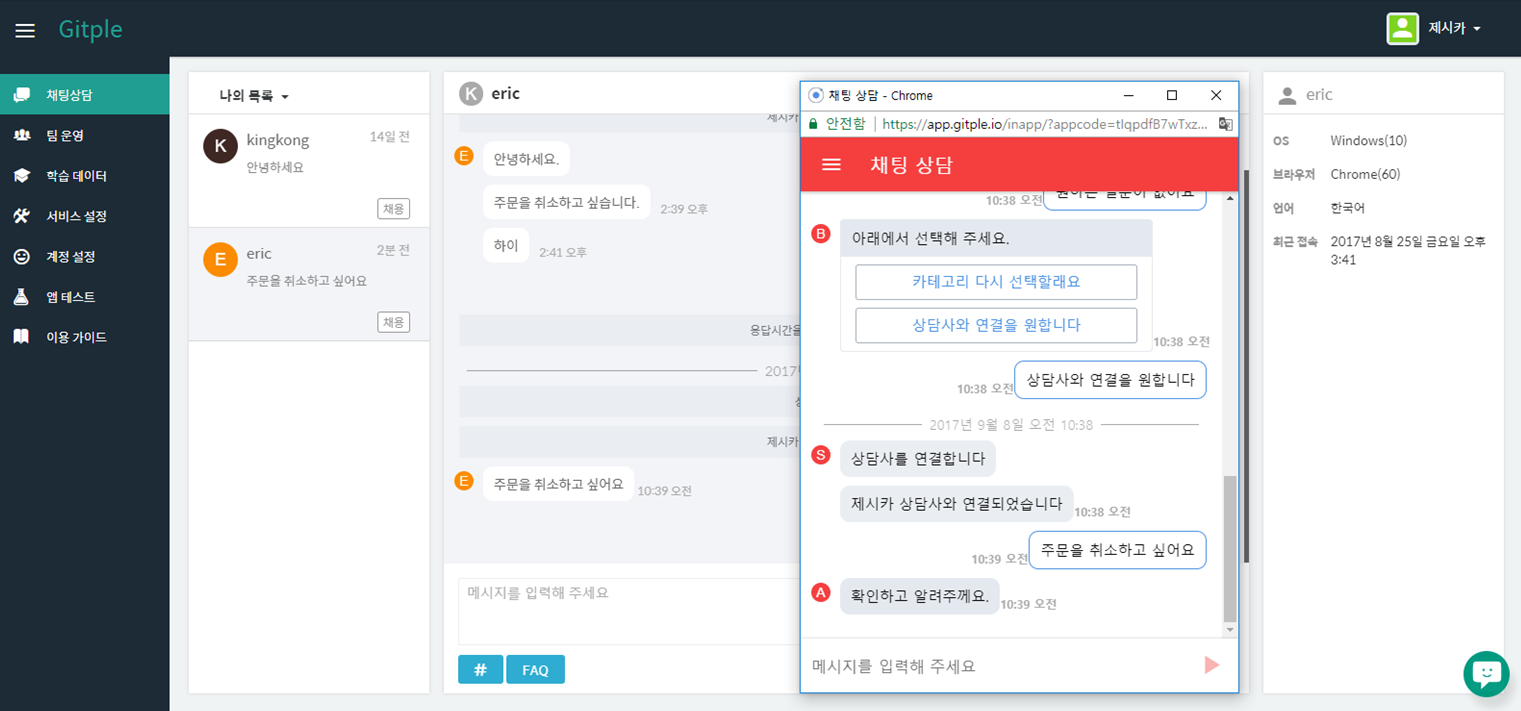 Gitple
제시카
채팅상담
팀 운영
학습 데이터
서비스 설정
계정 설정
앱 테스트
이용 가이드
나의 목록
K
kingkong
14일 전
안녕하세요
채용
E
eric
2분 전
주문을 취소하고 싶어요
채용
K
eric
제시카
E
안녕하세요.
주문을 취소하고 싶습니다.
2:39 오후
하이
2:41 오후
응답시간을
2017
제시카
E
주문을 취소하고 싶어요
10:39 오전
메시지를 입력해 주세요
#
FAQ
채팅 상담 - Chrome
안전함
https://app.gitple.io/inapp/?appcode=tIqpdfB7wTxz...
채팅 상담
원하는 질문이 없어요
10:38 오전
B
아래에서 선택해 주세요.
카테고리 다시 선택할래요
상담사와 연결을 원합니다
10:38 오전
상담사와 연결을 원합니다
10:38 오전
2017년 9월 8일 오전 10:38
S
상담사를 연결합니다
제시카 상담사와 연결되었습니다
10:38 오전
주문을 취소하고 싶어요
10:39 오전
A
확인하고 알려주께요.
10:39 오전
메시지를 입력해 주세요
eric
OS
Windows(10)
브라우저
Chrome(60)
언어
한국어
최근 접속
2017년 8월 25일 금요일 오후
3:41